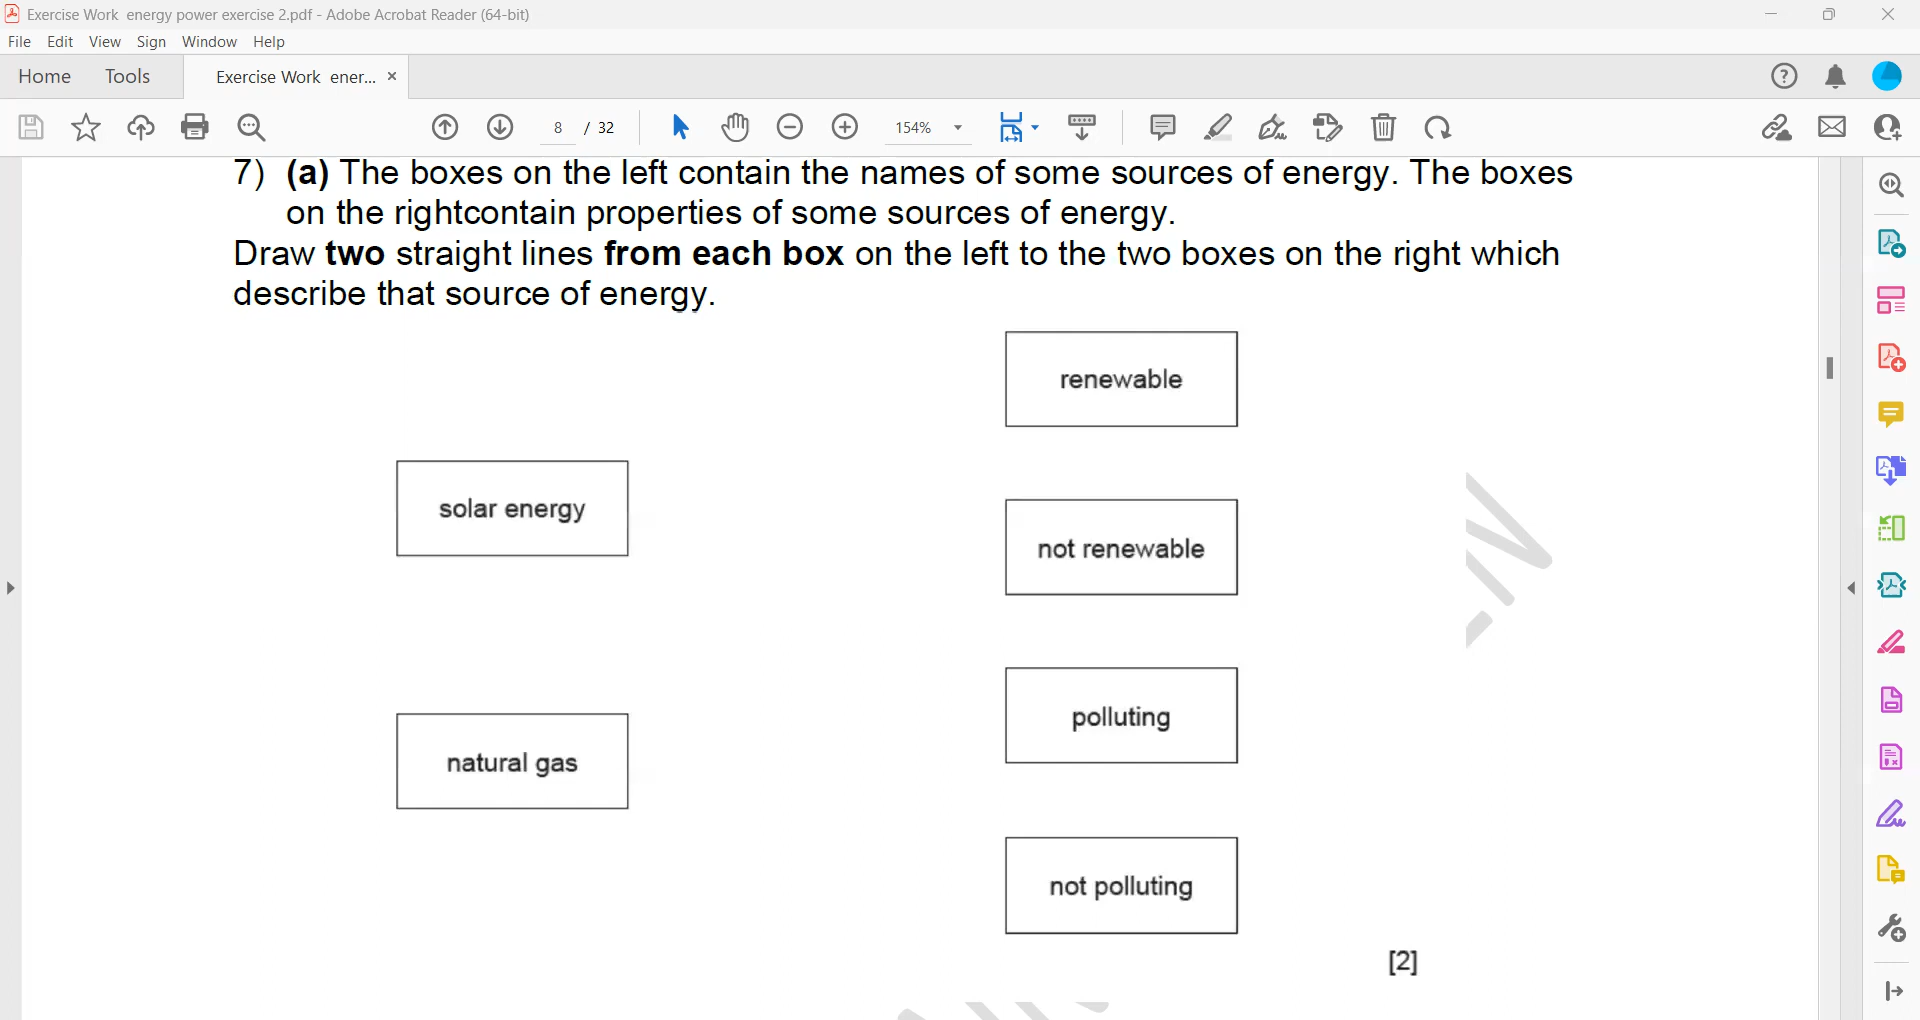 Exercise Work  energy power exercise 2.pdf - Adobe Acrobat Reader (64-bit)
File Edit View Sign Window Help
Home Tools Exercise Work  ener... ×
8 / 32 154%
7) (a) The boxes on the left contain the names of some sources of energy. The boxes
on the rightcontain properties of some sources of energy.
Draw two straight lines from each box on the left to the two boxes on the right which
describe that source of energy.
renewable
solar energy
not renewable
polluting
natural gas
not polluting
[2]